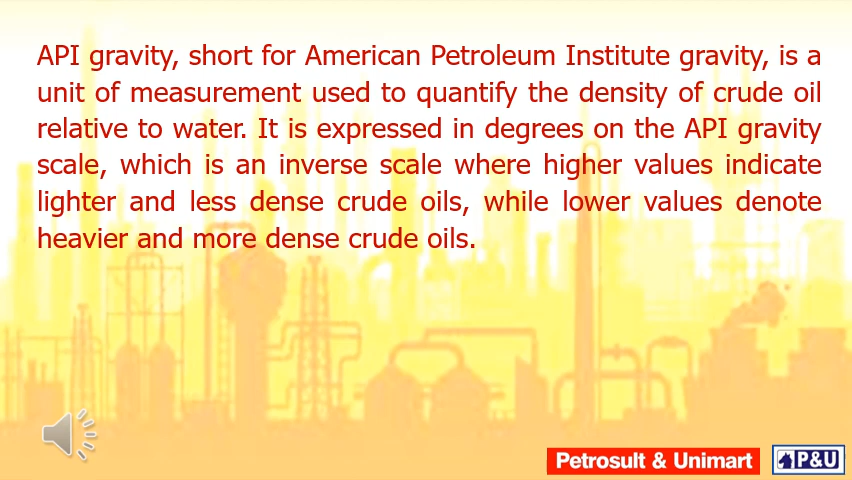 API gravity, short for American Petroleum Institute gravity, is a
unit of measurement used to quantify the density of crude oil
relative to water. It is expressed in degrees on the API gravity
scale, which is an inverse scale where higher values indicate
lighter and less dense crude oils, while lower values denote
heavier and more dense crude oils.
Petrosult & Unimart
P&U